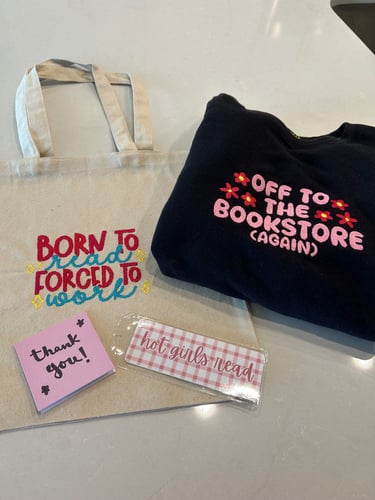 OFF TO
THE
BOOKSTORE
(AGAIN)
BORN TO
read
FORCED TO
work
thank
you!
hot girls read